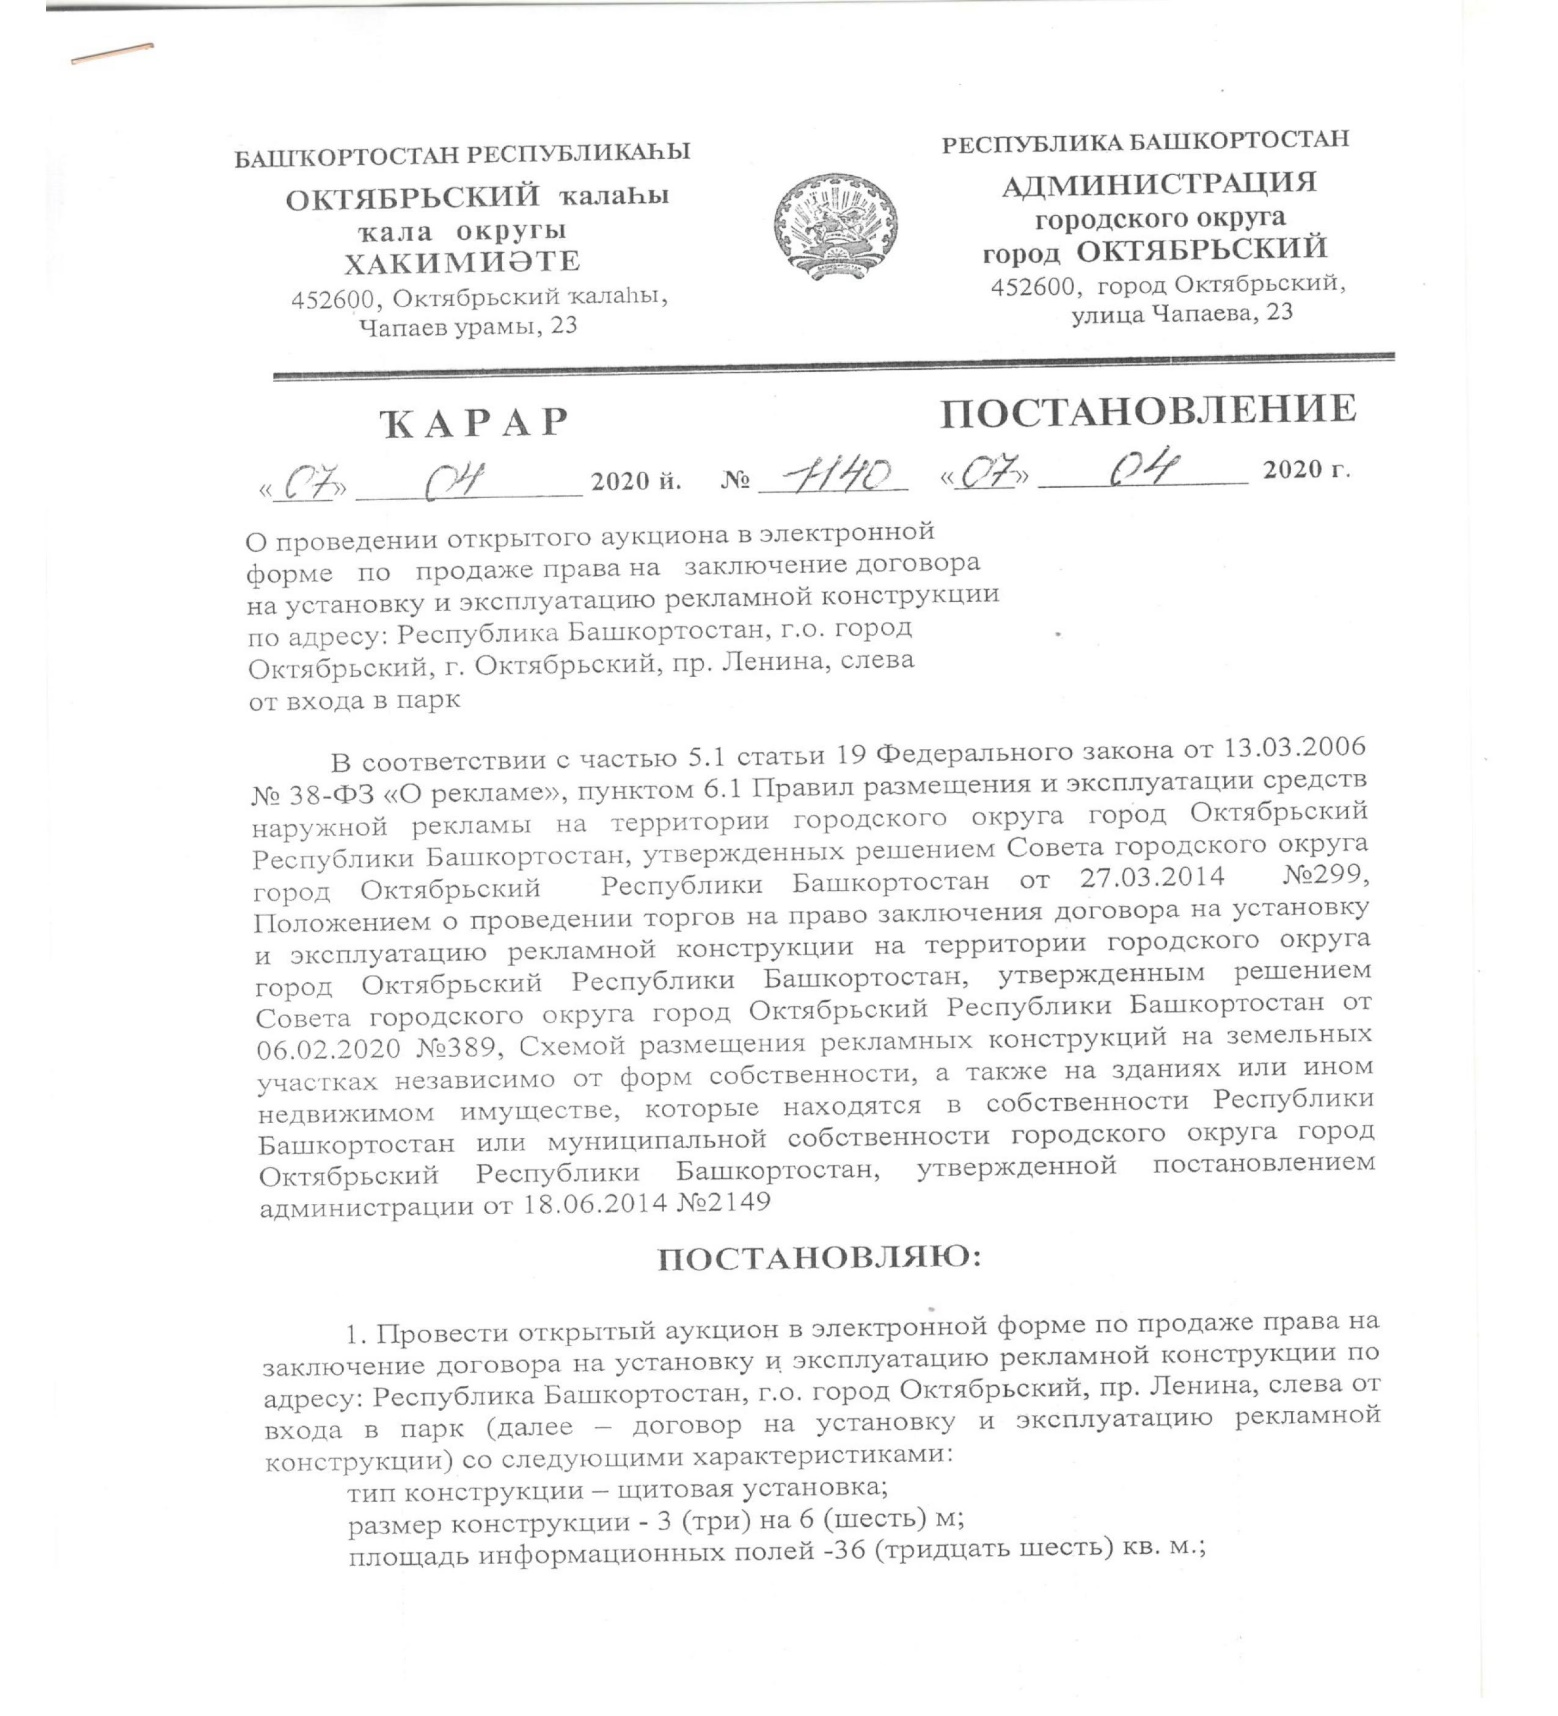 БАШҠОРТОСТАН РЕСПУБЛИКАҺЫ
ОКТЯБРЬСКИЙ ҡалаһы
ҡала округы
ХАКИМИӘТЕ
452600, Октябрьский ҡалаһы,
Чапаев урамы, 23
РЕСПУБЛИКА БАШКОРТОСТАН
АДМИНИСТРАЦИЯ
городского округа
город ОКТЯБРЬСКИЙ
452600, город Октябрьский,
улица Чапаева, 23
ҠАРАР
ПОСТАНОВЛЕНИЕ
«07» 04 2020 й. № 1140 «07» 04 2020 г.
О проведении открытого аукциона в электронной
форме по продаже права на заключение договора
на установку и эксплуатацию рекламной конструкции
по адресу: Республика Башкортостан, г.о. город
Октябрьский, г. Октябрьский, пр. Ленина, слева
от входа в парк
В соответствии с частью 5.1 статьи 19 Федерального закона от 13.03.2006
№ 38-ФЗ «О рекламе», пунктом 6.1 Правил размещения и эксплуатации средств
наружной рекламы на территории городского округа город Октябрьский
Республики Башкортостан, утвержденных решением Совета городского округа
город Октябрьский Республики Башкортостан от 27.03.2014 №299,
Положением о проведении торгов на право заключения договора на установку
и эксплуатацию рекламной конструкции на территории городского округа
город Октябрьский Республики Башкортостан, утвержденным решением
Совета городского округа город Октябрьский Республики Башкортостан от
06.02.2020 №389, Схемой размещения рекламных конструкций на земельных
участках независимо от форм собственности, а также на зданиях или ином
недвижимом имуществе, которые находятся в собственности Республики
Башкортостан или муниципальной собственности городского округа город
Октябрьский Республики Башкортостан, утвержденной постановлением
администрации от 18.06.2014 №2149
ПОСТАНОВЛЯЮ:
1. Провести открытый аукцион в электронной форме по продаже права на
заключение договора на установку и эксплуатацию рекламной конструкции по
адресу: Республика Башкортостан, г.о. город Октябрьский, пр. Ленина, слева от
входа в парк (далее – договор на установку и эксплуатацию рекламной
конструкции) со следующими характеристиками:
тип конструкции – щитовая установка;
размер конструкции - 3 (три) на 6 (шесть) м;
площадь информационных полей -36 (тридцать шесть) кв. м.;